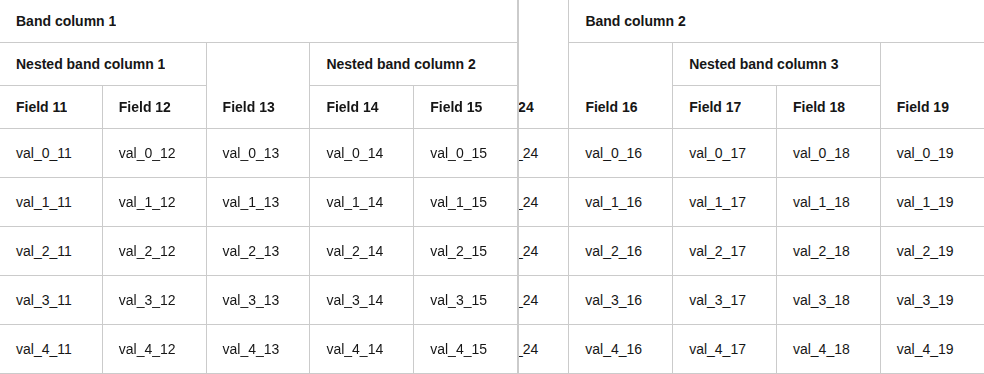 Band column 1 Band column 2
Nested band column 1 Nested band column 2 Nested band column 3
Field 11 Field 12 Field 13 Field 14 Field 15 24 Field 16 Field 17 Field 18 Field 19
val_0_11 val_0_12 val_0_13 val_0_14 val_0_15 _24 val_0_16 val_0_17 val_0_18 val_0_19
val_1_11 val_1_12 val_1_13 val_1_14 val_1_15 _24 val_1_16 val_1_17 val_1_18 val_1_19
val_2_11 val_2_12 val_2_13 val_2_14 val_2_15 _24 val_2_16 val_2_17 val_2_18 val_2_19
val_3_11 val_3_12 val_3_13 val_3_14 val_3_15 _24 val_3_16 val_3_17 val_3_18 val_3_19
val_4_11 val_4_12 val_4_13 val_4_14 val_4_15 _24 val_4_16 val_4_17 val_4_18 val_4_19